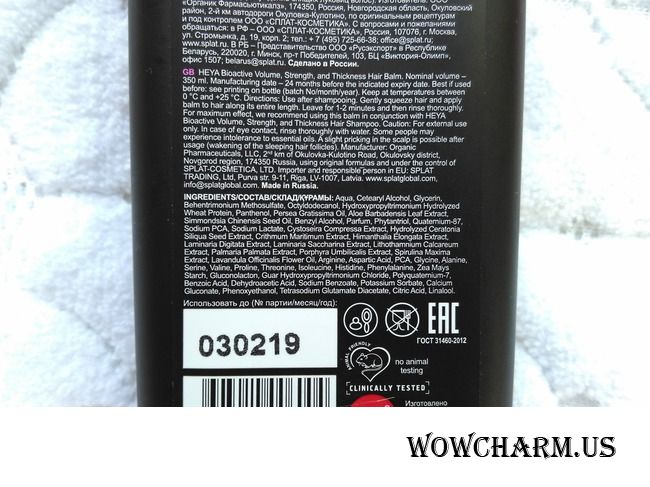 щих луковиц волос). Изготовитель: ООО
«Органик Фармасьютикалз», 174350, Россия, Новгородская область, Окуловский
район, 2-й км автодороги Окуловка-Кулотино, по оригинальным рецептурам
и под контролем ООО «СПЛАТ-КОСМЕТИКА». С вопросами и пожеланиями
обращаться: в РФ – ООО «СПЛАТ-КОСМЕТИКА», Россия, 107076, г. Москва,
ул. Стромынка, д. 19, корп. 2; тел.: + 7 (495) 725-66-38; office@splat.ru,
www.splat.ru. В РБ – Представительство ООО «Русэкспорт» в Республике
Беларусь, 220020, г. Минск, пр-т Победителей, 103, БЦ «Виктория-Олимп»,
офис 1507; belarus@splat.ru. Сделано в России.
GB HEYA Bioactive Volume, Strength, and Thickness Hair Balm. Nominal volume –
350 ml. Manufacturing date – 24 months before the indicated expiry date. Best if used
before: see printing on bottle (batch No/month/year). Keep at temperatures between
0 °C and +25 °C. Directions: Use after shampooing. Gently squeeze hair and apply
balm to hair along its entire length. Leave for 1-2 minutes and then rinse thoroughly.
For maximum effect, we recommend using this balm in conjunction with HEYA
Bioactive Volume, Strength, and Thickness Hair Shampoo. Caution: For external use
only. In case of eye contact, rinse thoroughly with water. Some people may
experience intolerance to essential oils. A slight pricking in the scalp is possible after
usage (wakening of the sleeping hair follicles). Manufacturer: Organic
Pharmaceuticals, LLC, 2nd km of Okulovka-Kulotino Road, Okulovsky district,
Novgorod region, 174350 Russia, using original formulas and under the control of
SPLAT-COSMETICA, LTD. Importer and responsible person in EU: SPLAT
TRADING, Ltd, Purva str. 9-11, Riga, LV-1007, Latvia. www.splatglobal.com,
info@splatglobal.com. Made in Russia.
INGREDIENTS/СОСТАВ/СКЛАД/ҚҰРАМЫ: Aqua, Cetearyl Alcohol, Glycerin,
Behentrimonium Methosulfate, Octyldodecanol, Hydroxypropyltrimonium Hydrolyzed
Wheat Protein, Panthenol, Persea Gratissima Oil, Aloe Barbadensis Leaf Extract,
Simmondsia Chinensis Seed Oil, Benzyl Alcohol, Parfum, Phytantriol, Quaternium-87,
Sodium PCA, Sodium Lactate, Cystoseira Compressa Extract, Hydrolyzed Ceratonia
Siliqua Seed Extract, Crithmum Maritimum Extract, Himanthalia Elongata Extract,
Laminaria Digitata Extract, Laminaria Saccharina Extract, Lithothamnium Calcareum
Extract, Palmaria Palmata Extract, Porphyra Umbilicalis Extract, Spirulina Maxima
Extract, Lavandula Officinalis Flower Oil, Arginine, Aspartic Acid, PCA, Glycine, Alanine,
Serine, Valine, Proline, Threonine, Isoleucine, Histidine, Phenylalanine, Zea Mays
Starch, Gluconolacton, Guar Hydroxypropyltrimonium Chloride, Polyquaternium-7,
Benzoic Acid, Dehydroacetic Acid, Sodium Benzoate, Potassium Sorbate, Calcium
Gluconate, Phenoxyethanol, Tetrasodium Glutamate Diacetate, Citric Acid, Linalool.
Использовать до (№ партии/месяц/год):
030219
EAC
ГОСТ 31460-2012
ANIMAL FRIENDLY
no animal
testing
CLINICALLY TESTED
Изготовлено
WOWCHARM.US